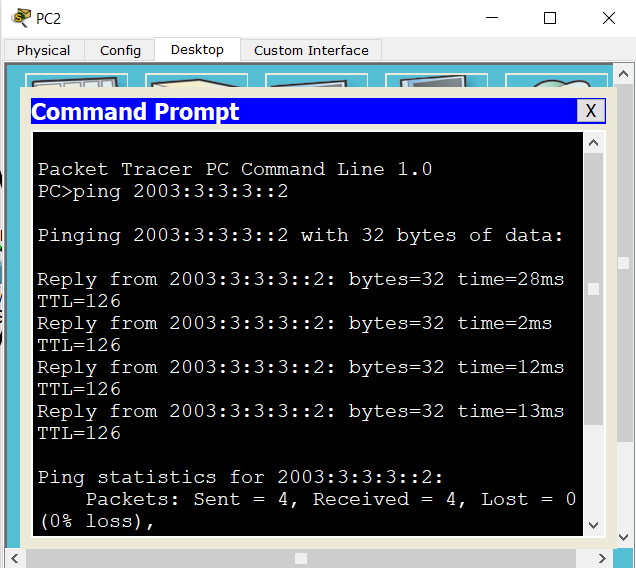 PC2
Physical Config Desktop Custom Interface
Command Prompt X
Packet Tracer PC Command Line 1.0
PC>ping 2003:3:3:3::2
Pinging 2003:3:3:3::2 with 32 bytes of data:
Reply from 2003:3:3:3::2: bytes=32 time=28ms
TTL=126
Reply from 2003:3:3:3::2: bytes=32 time=2ms
TTL=126
Reply from 2003:3:3:3::2: bytes=32 time=12ms
TTL=126
Reply from 2003:3:3:3::2: bytes=32 time=13ms
TTL=126
Ping statistics for 2003:3:3:3::2:
Packets: Sent = 4, Received = 4, Lost = 0
(0% loss),